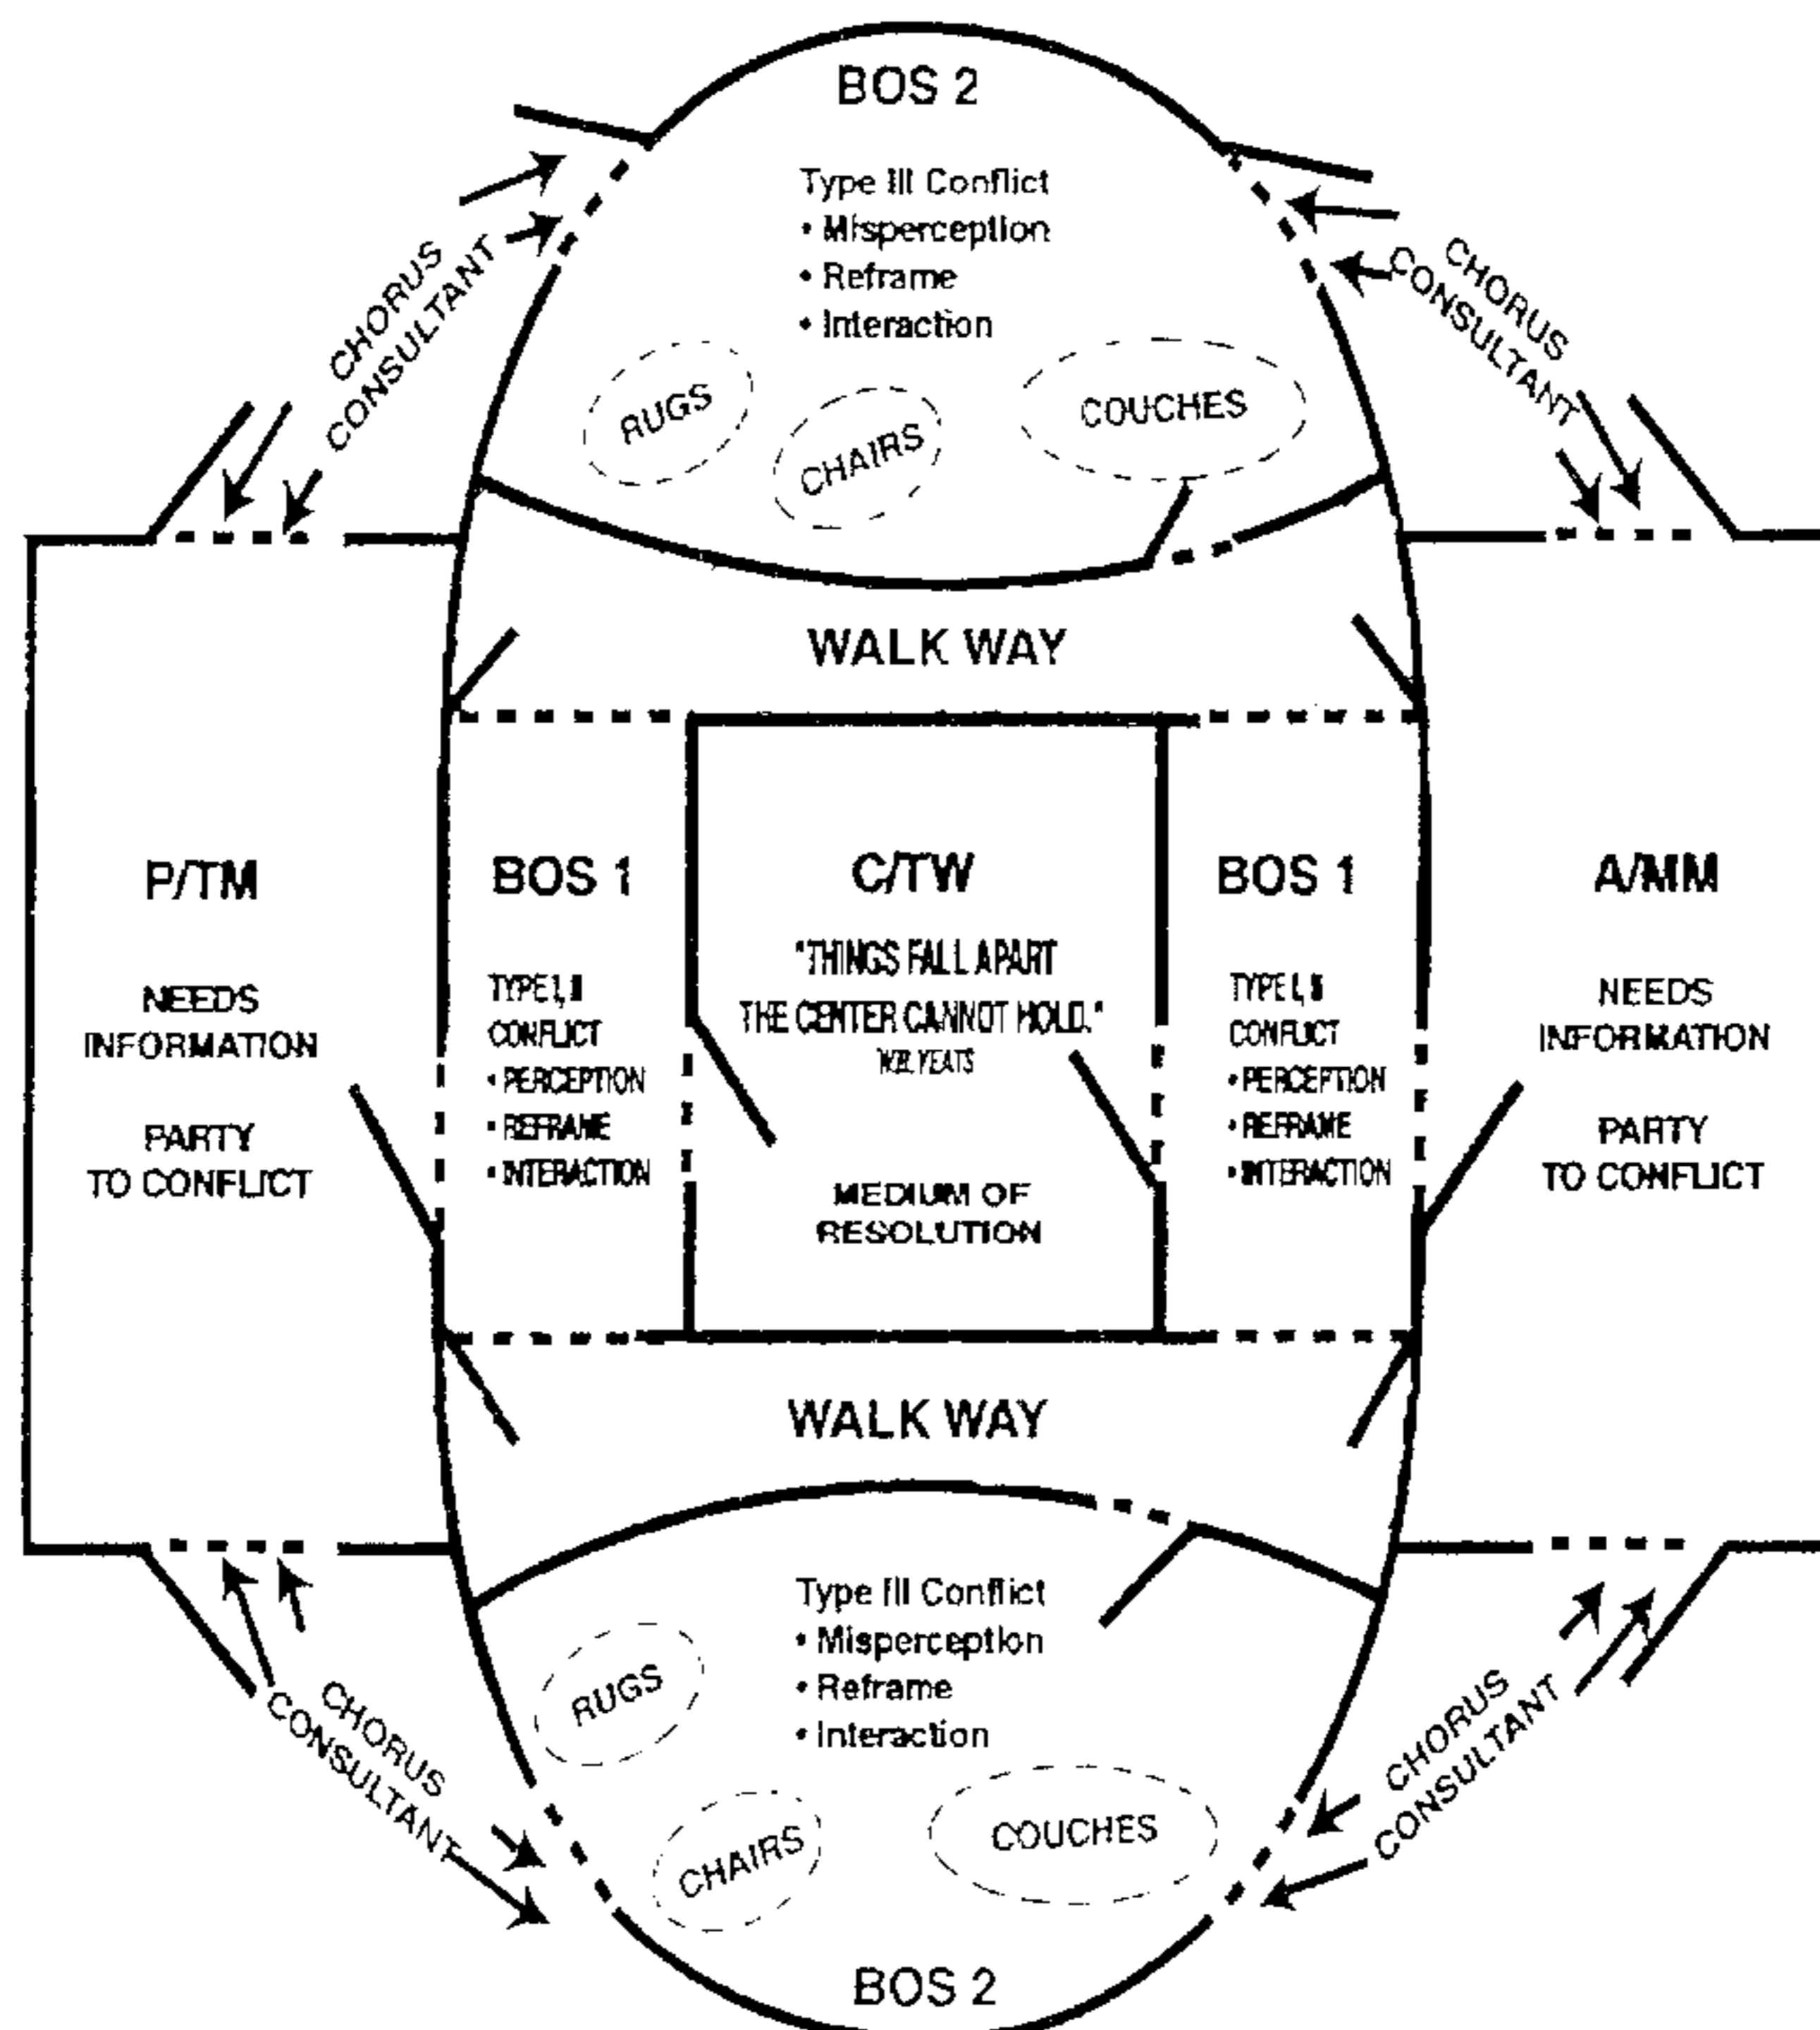 BOS 2
Type III Conflict
• Misperception
• Reframe
• Interaction
RUGS
CHAIRS
COUCHES
CHORUS
CONSULTANT
CHORUS
CONSULTANT
WALK WAY
P/TM
NEEDS
INFORMATION
PARTY
TO CONFLICT
BOS 1
TYPE I, II
CONFLICT
• PERCEPTION
• REFRAME
• INTERACTION
C/TW
"THINGS FALL APART
THE CENTER CANNOT HOLD."
W.B. YEATS
MEDIUM OF
RESOLUTION
BOS 1
TYPE I, II
CONFLICT
• PERCEPTION
• REFRAME
• INTERACTION
A/MM
NEEDS
INFORMATION
PARTY
TO CONFLICT
WALK WAY
Type III Conflict
• Misperception
• Reframe
• Interaction
RUGS
CHAIRS
COUCHES
CHORUS
CONSULTANT
CHORUS
CONSULTANT
BOS 2